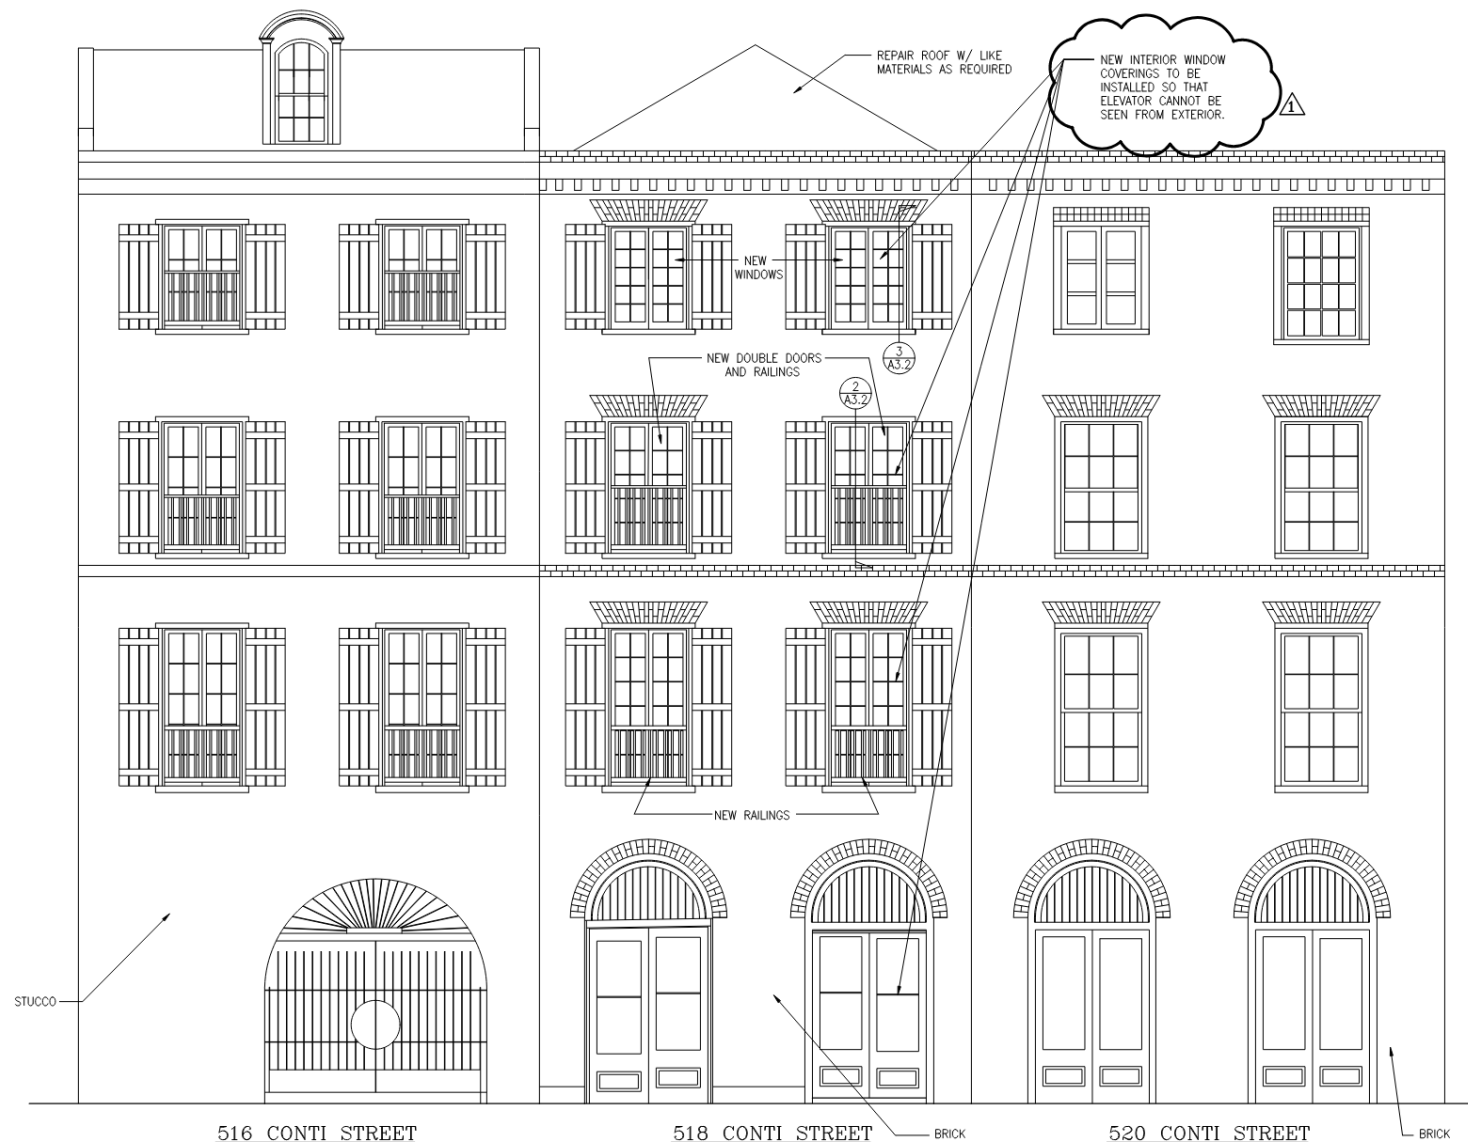 REPAIR ROOF W/ LIKE
MATERIALS AS REQUIRED
NEW INTERIOR WINDOW
COVERINGS TO BE
INSTALLED SO THAT
ELEVATOR CANNOT BE
SEEN FROM EXTERIOR.
1
NEW
WINDOWS
3
A3.2
NEW DOUBLE DOORS
AND RAILINGS
2
A3.2
NEW RAILINGS
STUCCO
516 CONTI STREET
518 CONTI STREET
BRICK
520 CONTI STREET
BRICK